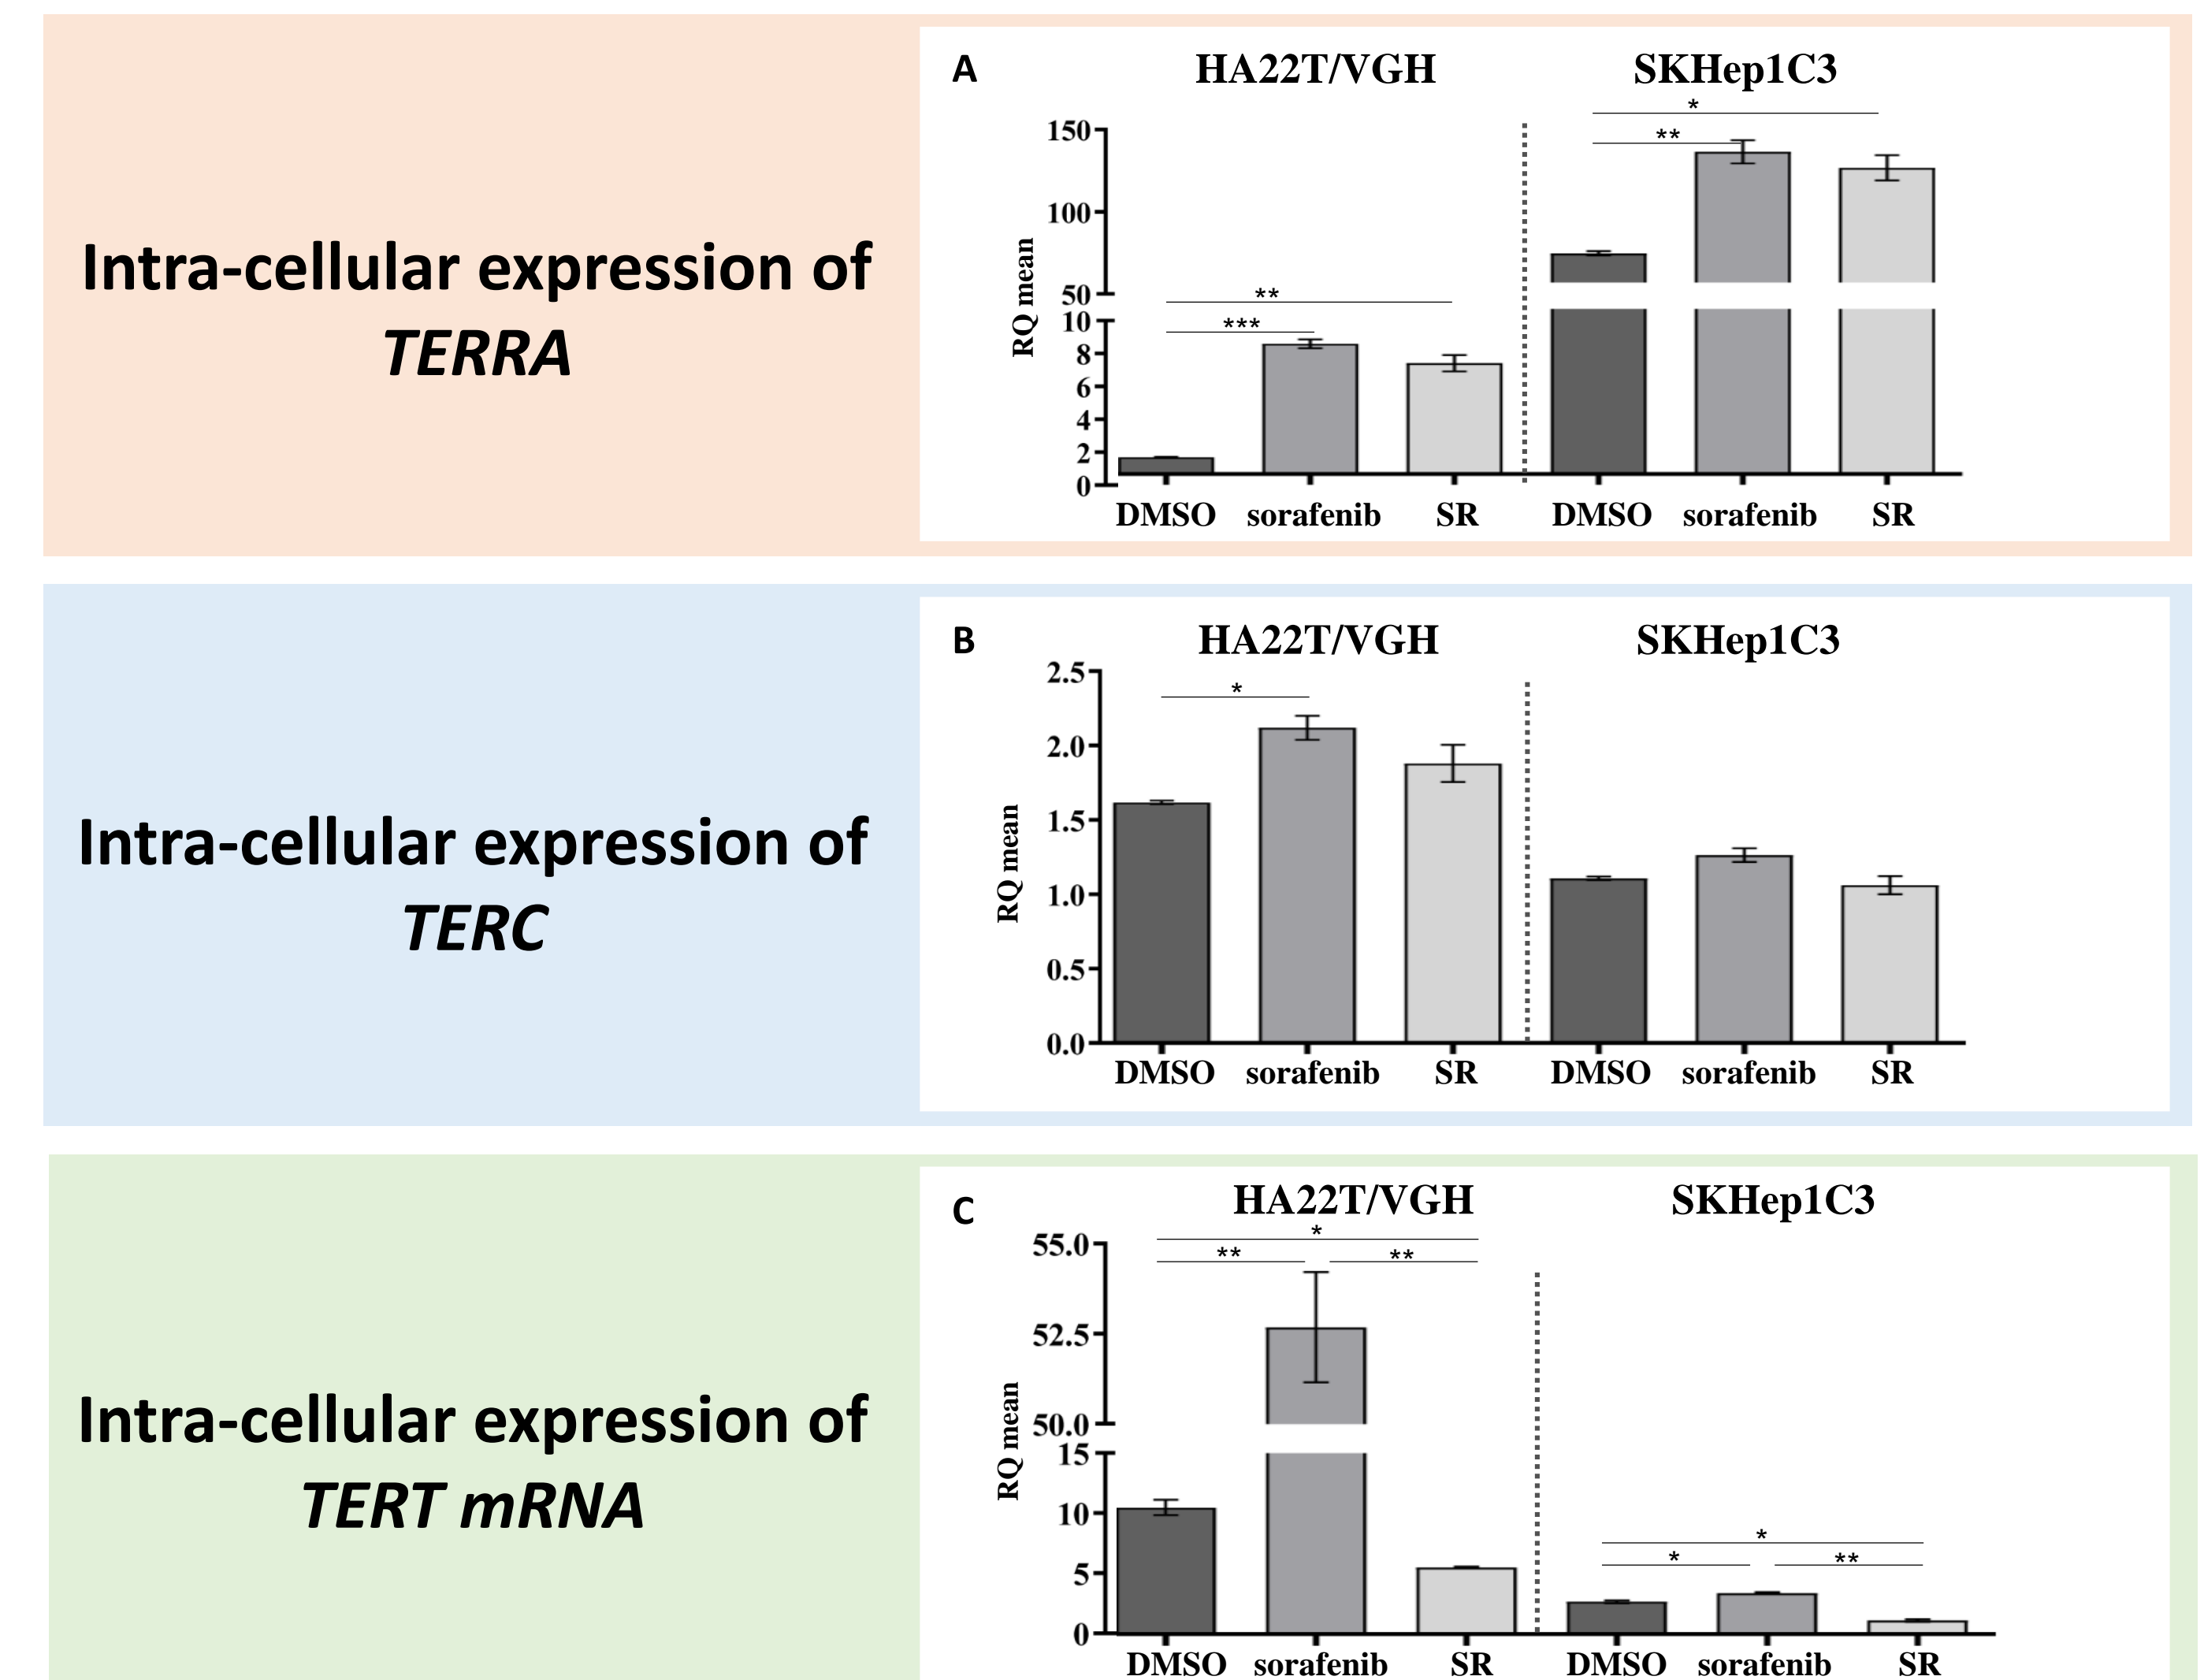 Intra-cellular expression of
TERRA
A
HA22T/VGH SKHep1C3
* 
**
150
100
50
**
***
10
8
6
4
2
0
RQ mean
DMSO sorafenib SR DMSO sorafenib SR
Intra-cellular expression of
TERC
B
HA22T/VGH SKHep1C3
*
2.5
2.0
1.5
1.0
0.5
0.0
RQ mean
DMSO sorafenib SR DMSO sorafenib SR
Intra-cellular expression of
TERT mRNA
C
HA22T/VGH SKHep1C3
*
** **
55.0
52.5
50.0
15
10
5
0
RQ mean
*
* **
DMSO sorafenib SR DMSO sorafenib SR